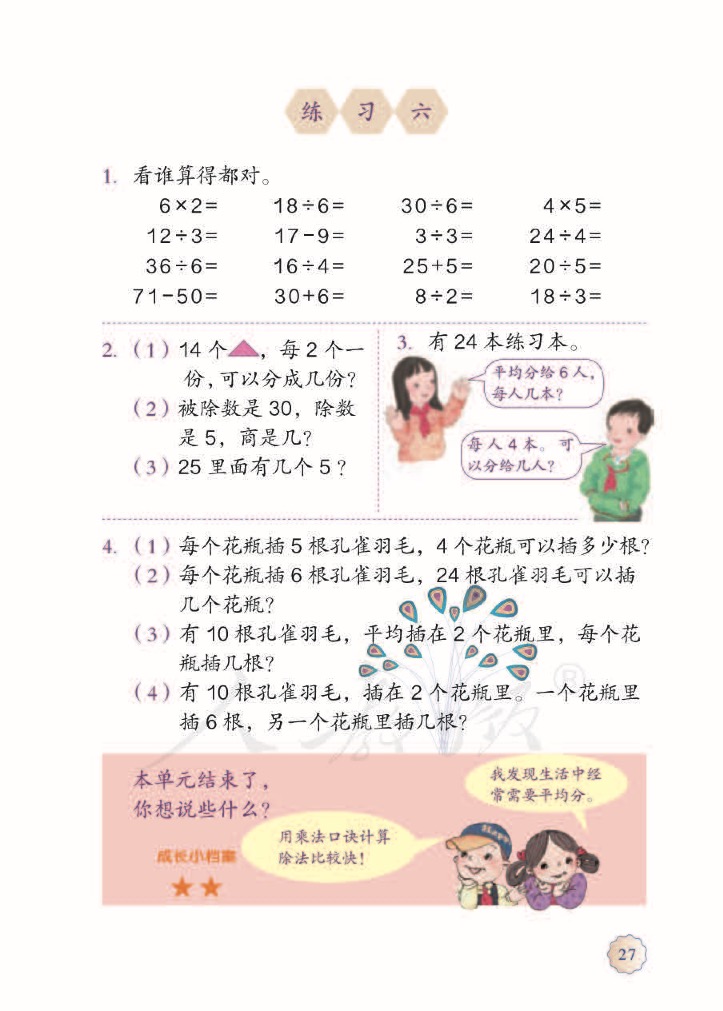 练习六
1. 看谁算得都对。
6×2= 18÷6= 30÷6= 4×5=
12÷3= 17-9= 3÷3= 24÷4=
36÷6= 16÷4= 25+5= 20÷5=
71-50= 30+6= 8÷2= 18÷3=
2.（1）14 个▲，每 2 个一
份，可以分成几份？
（2）被除数是 30，除数
是 5，商是几？
（3）25 里面有几个 5？
3. 有 24 本练习本。
平均分给 6 人，
每人几本？
每人 4 本。可
以分给几人？
4.（1）每个花瓶插 5 根孔雀羽毛，4 个花瓶可以插多少根？
（2）每个花瓶插 6 根孔雀羽毛，24 根孔雀羽毛可以插
几个花瓶？
（3）有 10 根孔雀羽毛，平均插在 2 个花瓶里，每个花
瓶插几根？
（4）有 10 根孔雀羽毛，插在 2 个花瓶里。一个花瓶里
插 6 根，另一个花瓶里插几根？
本单元结束了，
你想说些什么？
我发现生活中经
常需要平均分。
用乘法口诀计算
除法比较快！
成长小档案
★★
27